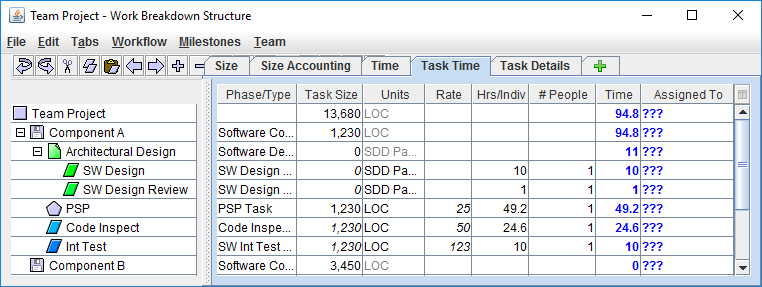 Team Project - Work Breakdown Structure
File Edit Tabs Workflow Milestones Team
Size Size Accounting Time Task Time Task Details
Phase/Type Task Size Units Rate Hrs/Indiv # People Time Assigned To
Team Project 13,680 LOC 94.8 ???
Component A Software Co... 1,230 LOC 94.8 ???
Architectural Design Software De... 0 SDD Pa... 11 ???
SW Design SW Design ... 0 SDD Pa... 10 1 10 ???
SW Design Review SW Design ... 0 SDD Pa... 1 1 1 ???
PSP PSP Task 1,230 LOC 25 49.2 1 49.2 ???
Code Inspect Code Inspe... 1,230 LOC 50 24.6 1 24.6 ???
Int Test SW Int Test ... 1,230 LOC 123 10 1 10 ???
Component B Software Co... 3,450 LOC 0 ???